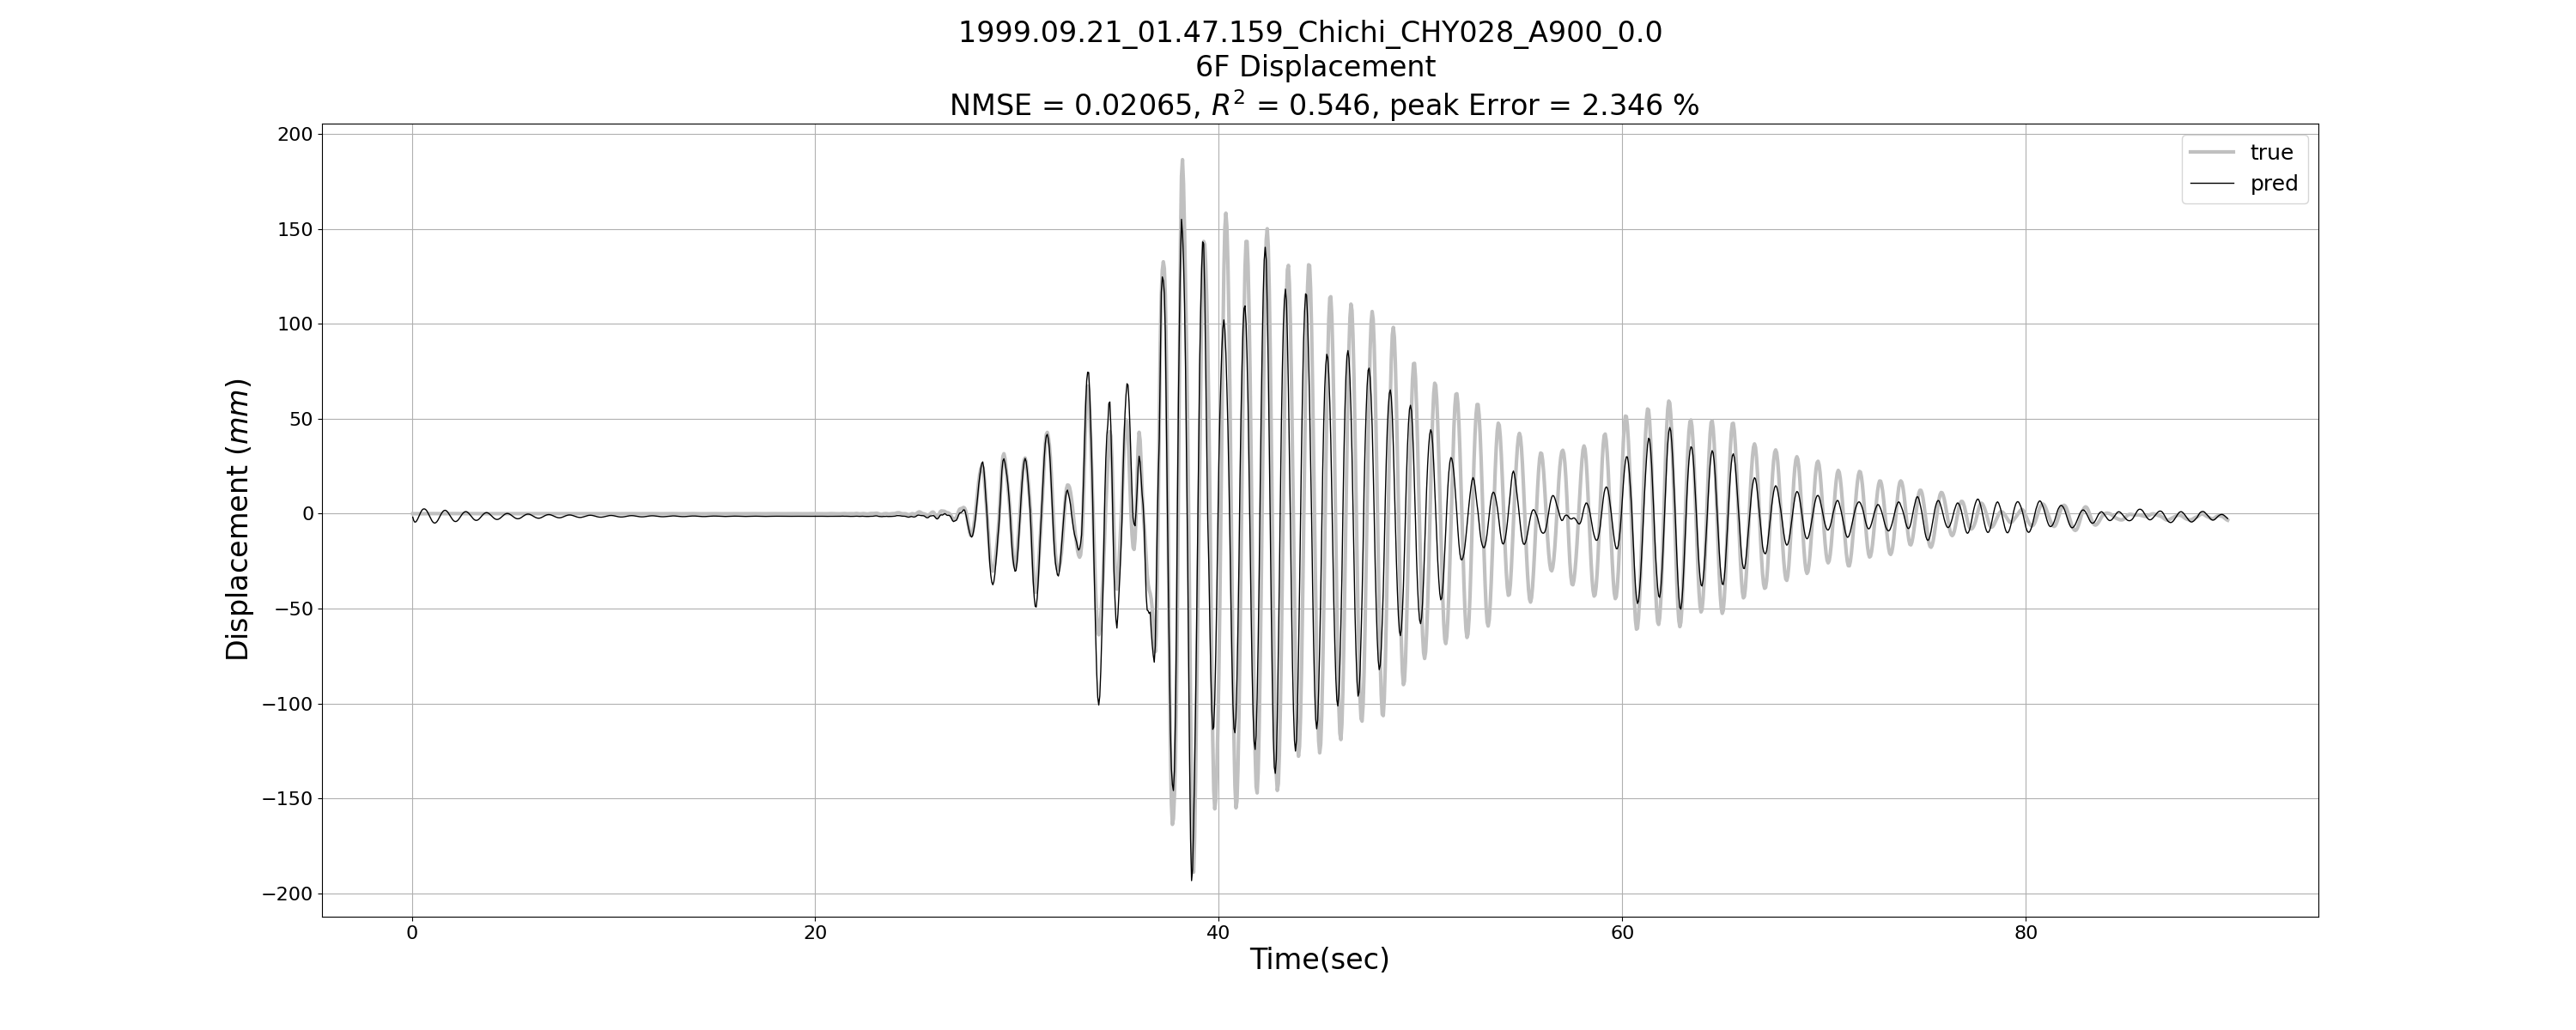 1999.09.21_01.47.159_Chichi_CHY028_A900_0.0
6F Displacement
NMSE = 0.02065, R² = 0.546, peak Error = 2.346 %
true
pred
200
150
100
50
0
−50
−100
−150
−200
Displacement (mm)
0 20 40 60 80
Time(sec)